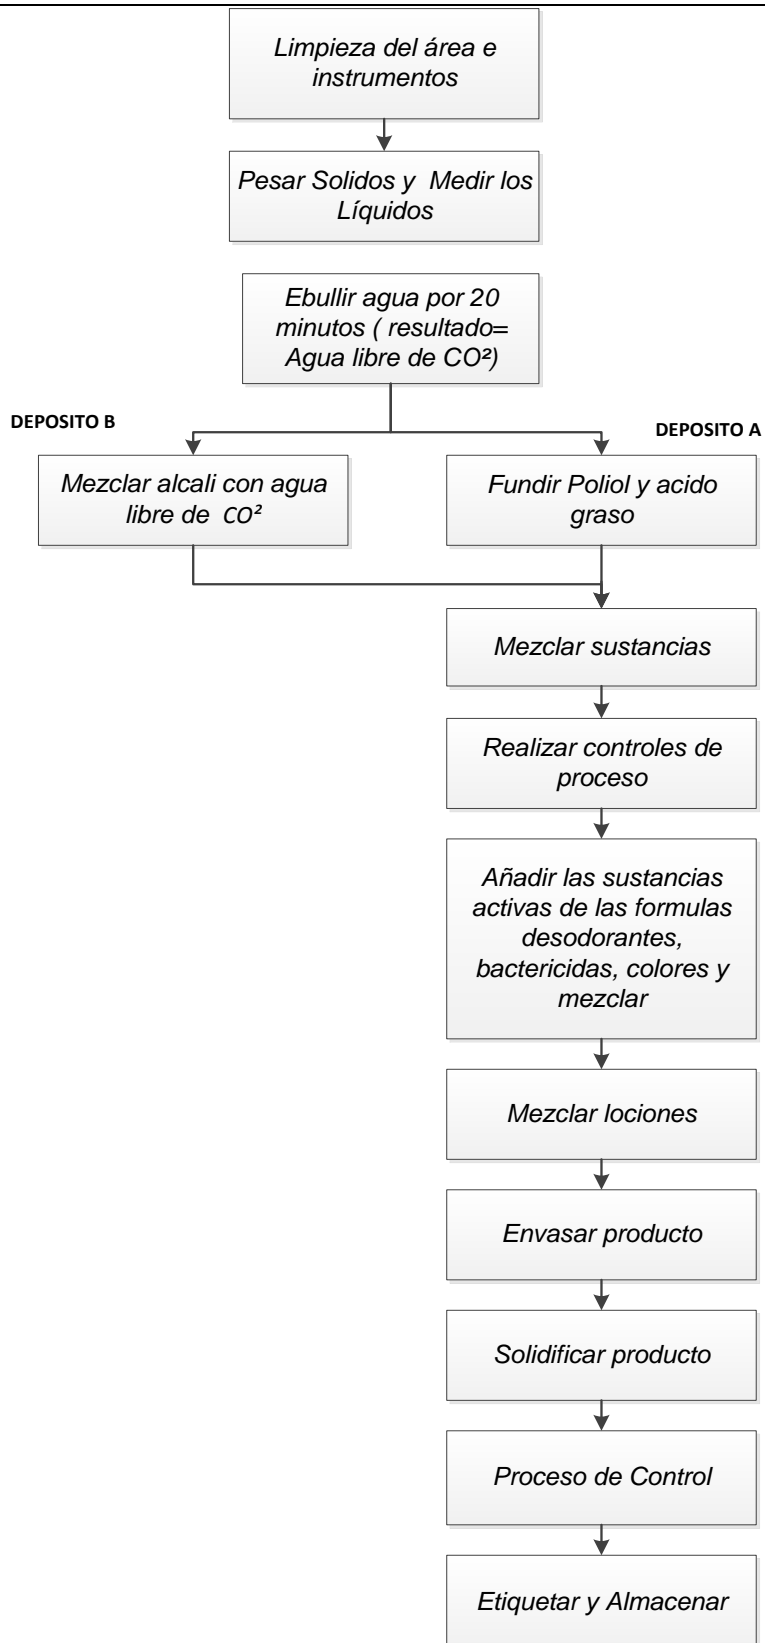 Limpieza del área e
instrumentos
Pesar Solidos y Medir los
Líquidos
Ebullir agua por 20
minutos ( resultado=
Agua libre de CO²)
DEPOSITO B
DEPOSITO A
Mezclar alcali con agua
libre de CO²
Fundir Poliol y acido
graso
Mezclar sustancias
Realizar controles de
proceso
Añadir las sustancias
activas de las formulas
desodorantes,
bactericidas, colores y
mezclar
Mezclar lociones
Envasar producto
Solidificar producto
Proceso de Control
Etiquetar y Almacenar